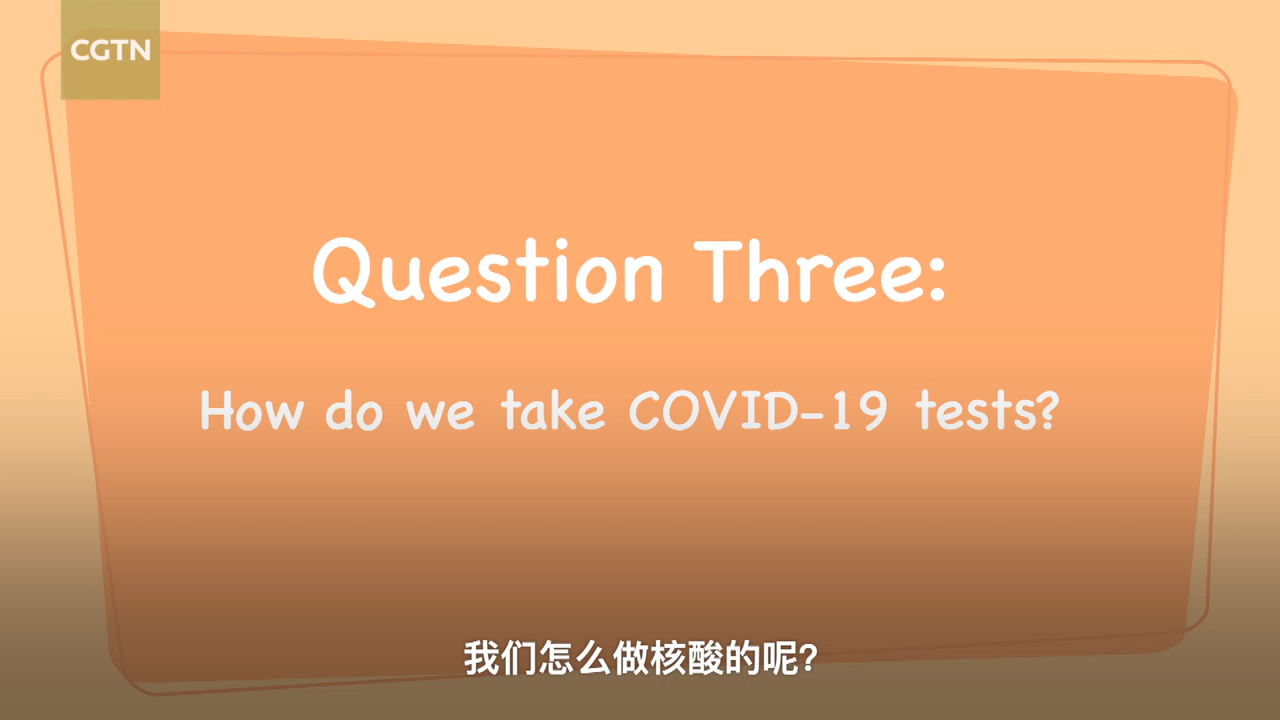 CGTN
Question Three:
How do we take COVID-19 tests?
我们怎么做核酸的呢?